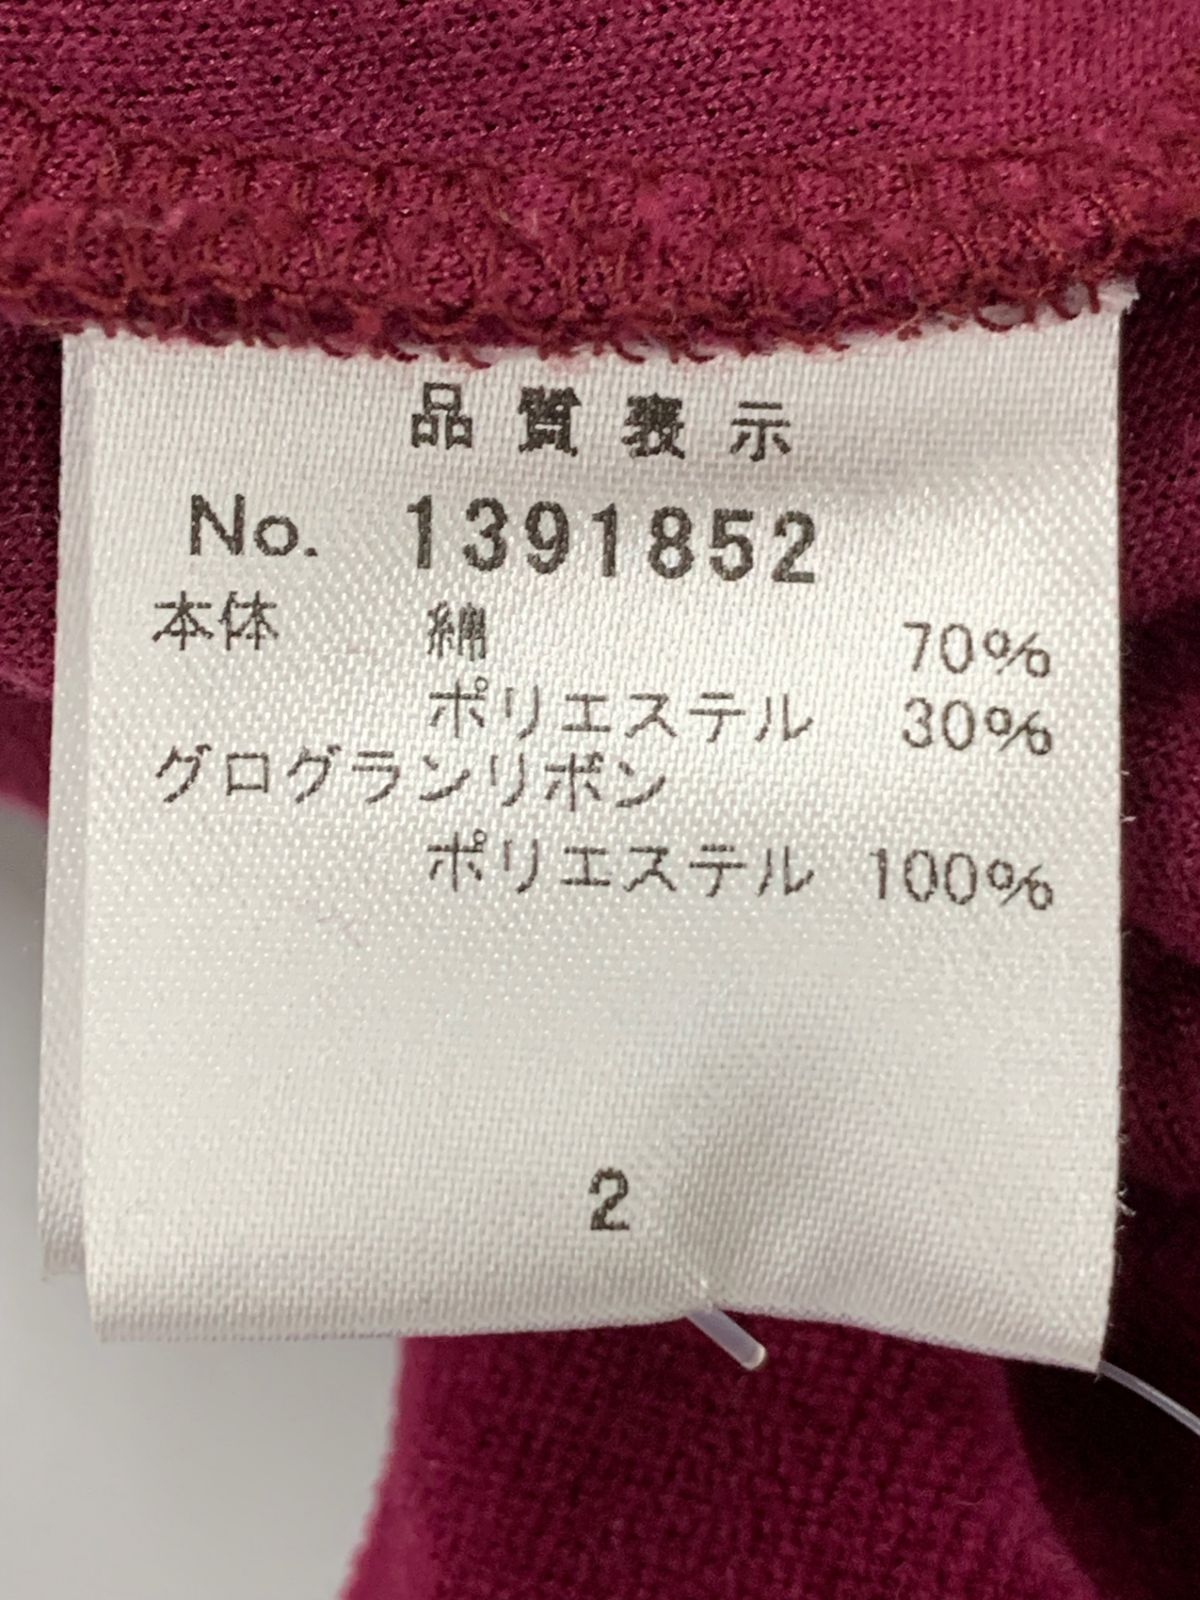 品質表示
No. 1391852
本体 綿 70%
ポリエステル 30%
グログランリボン
ポリエステル 100%
2